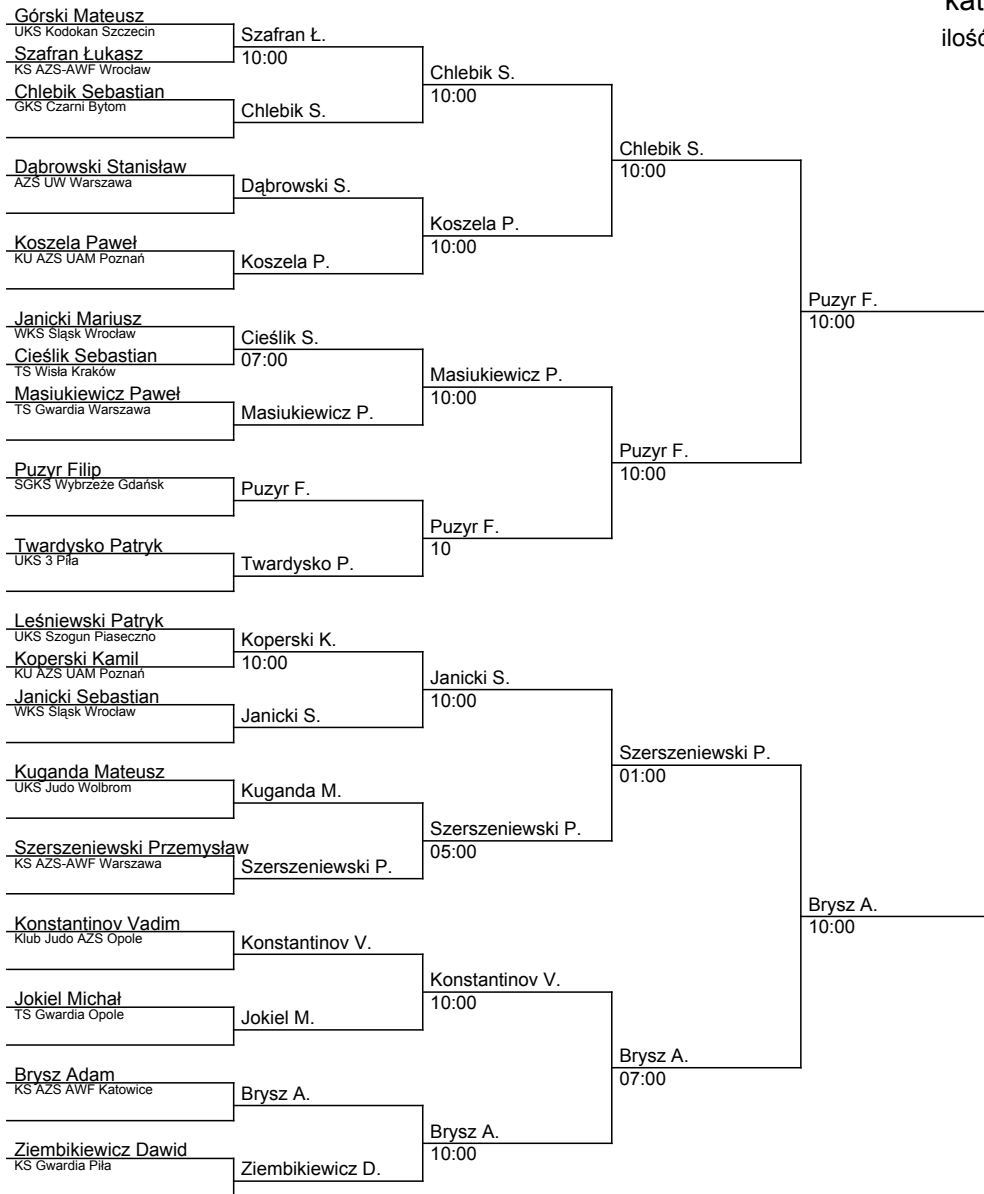 kat
ilość
Górski Mateusz
UKS Kodokan Szczecin
Szafran Ł.
Szafran Łukasz
10:00
KS AZS-AWF Wrocław
Chlebik S.
Chlebik Sebastian
10:00
GKS Czarni Bytom
Chlebik S.
Chlebik S.
10:00
Dąbrowski Stanisław
AZS UW Warszawa
Dąbrowski S.
Koszela P.
10:00
Koszela Paweł
KU AZS UAM Poznań
Koszela P.
Puzyr F.
10:00
Janicki Mariusz
WKS Śląsk Wrocław
Cieślik S.
Cieślik Sebastian
07:00
TS Wisła Kraków
Masiukiewicz P.
Masiukiewicz Paweł
10:00
TS Gwardia Warszawa
Masiukiewicz P.
Puzyr F.
10:00
Puzyr Filip
SGKS Wybrzeże Gdańsk
Puzyr F.
Puzyr F.
10
Twardysko Patryk
UKS 3 Piła
Twardysko P.
Leśniewski Patryk
UKS Szogun Piaseczno
Koperski K.
Koperski Kamil
10:00
KU AZS UAM Poznań
Janicki S.
Janicki Sebastian
10:00
WKS Śląsk Wrocław
Janicki S.
Szerszeniewski P.
01:00
Kuganda Mateusz
UKS Judo Wolbrom
Kuganda M.
Szerszeniewski P.
05:00
Szerszeniewski Przemysław
KS AZS-AWF Warszawa
Szerszeniewski P.
Brysz A.
10:00
Konstantinov Vadim
Klub Judo AZS Opole
Konstantinov V.
Konstantinov V.
10:00
Jokiel Michał
TS Gwardia Opole
Jokiel M.
Brysz A.
07:00
Brysz Adam
KS AZS AWF Katowice
Brysz A.
Brysz A.
10:00
Ziembikiewicz Dawid
KS Gwardia Piła
Ziembikiewicz D.